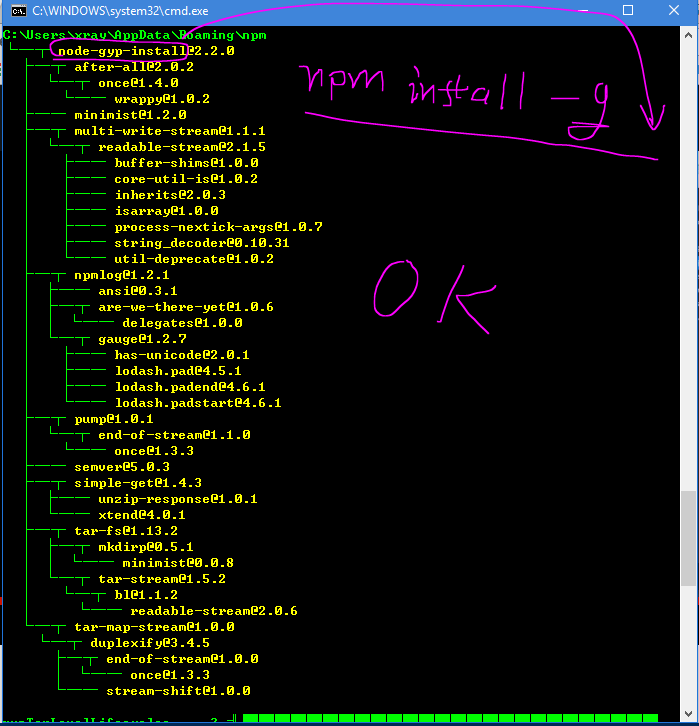 C:\WINDOWS\system32\cmd.exe
C:\Users\xray\AppData\Roaming\npm
node-gyp-install@2.2.0
after-all@2.0.2
once@1.4.0
wrappy@1.0.2
minimist@1.2.0
multi-write-stream@1.1.1
readable-stream@2.1.5
buffer-shims@1.0.0
core-util-is@1.0.2
inherits@2.0.3
isarray@1.0.0
process-nextick-args@1.0.7
string_decoder@0.10.31
util-deprecate@1.0.2
npmlog@1.2.1
ansi@0.3.1
are-we-there-yet@1.0.6
delegates@1.0.0
gauge@1.2.7
has-unicode@2.0.1
lodash.pad@4.5.1
lodash.padend@4.6.1
lodash.padstart@4.6.1
pump@1.0.1
end-of-stream@1.1.0
once@1.3.3
semver@5.0.3
simple-get@1.4.3
unzip-response@1.0.1
xtend@4.0.1
tar-fs@1.13.2
mkdirp@0.5.1
minimist@0.0.8
tar-stream@1.5.2
bl@1.1.2
readable-stream@2.0.6
tar-map-stream@1.0.0
duplexify@3.4.5
end-of-stream@1.0.0
once@1.3.3
stream-shift@1.0.0
npm install -g
OK